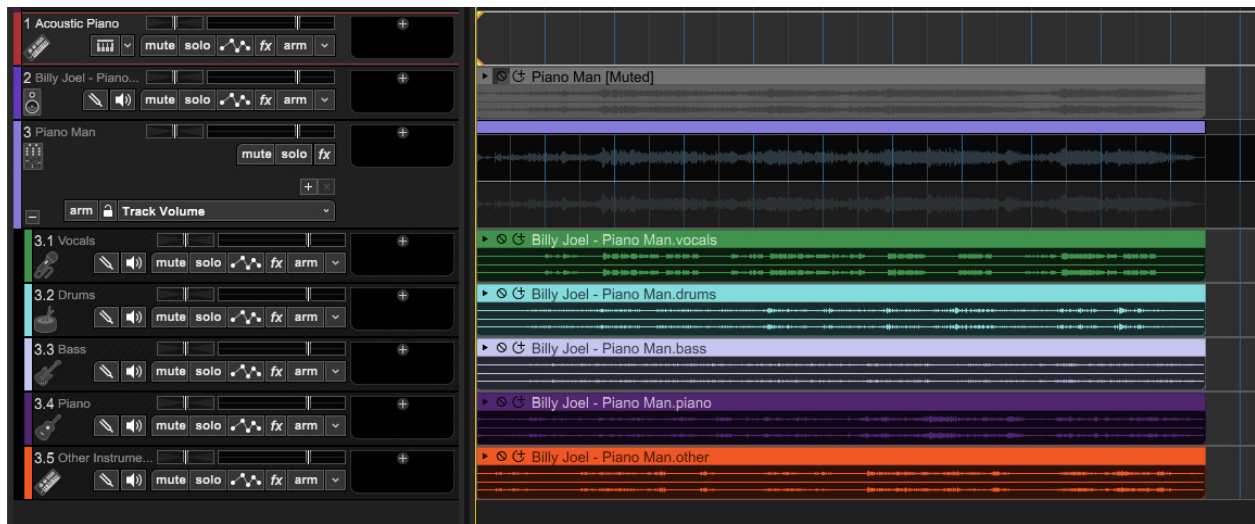 1 Acoustic Piano
mute solo fx arm
2 Billy Joel - Piano...
mute solo fx arm
Piano Man [Muted]
3 Piano Man
mute solo fx
arm Track Volume
3.1 Vocals
mute solo fx arm
Billy Joel - Piano Man.vocals
3.2 Drums
mute solo fx arm
Billy Joel - Piano Man.drums
3.3 Bass
mute solo fx arm
Billy Joel - Piano Man.bass
3.4 Piano
mute solo fx arm
Billy Joel - Piano Man.piano
3.5 Other Instrume...
mute solo fx arm
Billy Joel - Piano Man.other